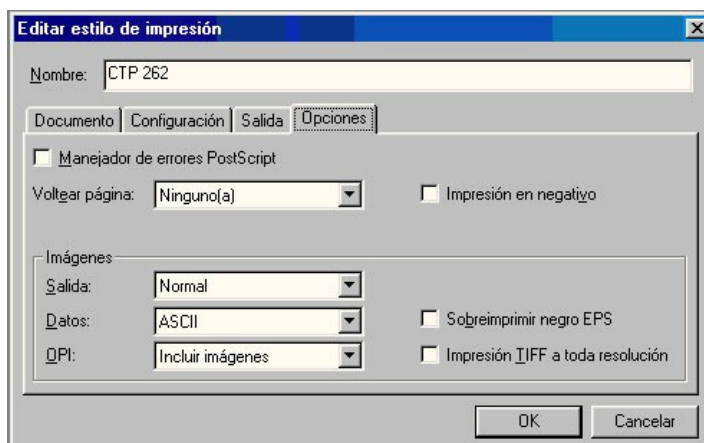 Editar estilo de impresión
Nombre: CTP 262
Documento Configuración Salida Opciones
Manejador de errores PostScript
Voltear página: Ninguno(a) Impresión en negativo
Imágenes
Salida: Normal
Datos: ASCII Sobreimprimir negro EPS
OPI: Incluir imágenes Impresión TIFF a toda resolución
OK Cancelar